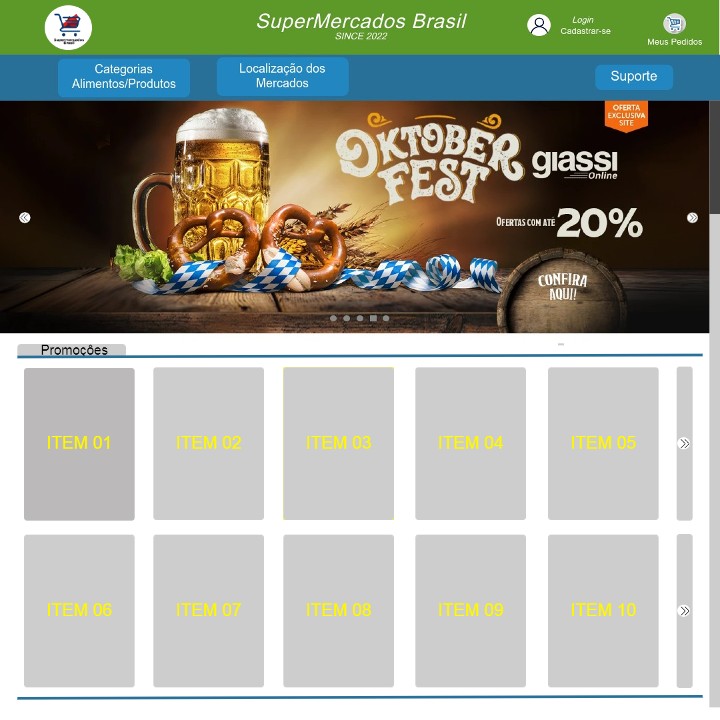 SuperMercados Brasil
SINCE 2022
Login
Cadastrar-se
Meus Pedidos
Categorias
Alimentos/Produtos
Localização dos
Mercados
Suporte
OFERTA
EXCLUSIVA
SITE
OKTOBER
FEST
giassi
Online
OFERTAS COM ATÉ 20%
CONFIRA
AQUI!
Promoções
ITEM 01
ITEM 02
ITEM 03
ITEM 04
ITEM 05
ITEM 06
ITEM 07
ITEM 08
ITEM 09
ITEM 10